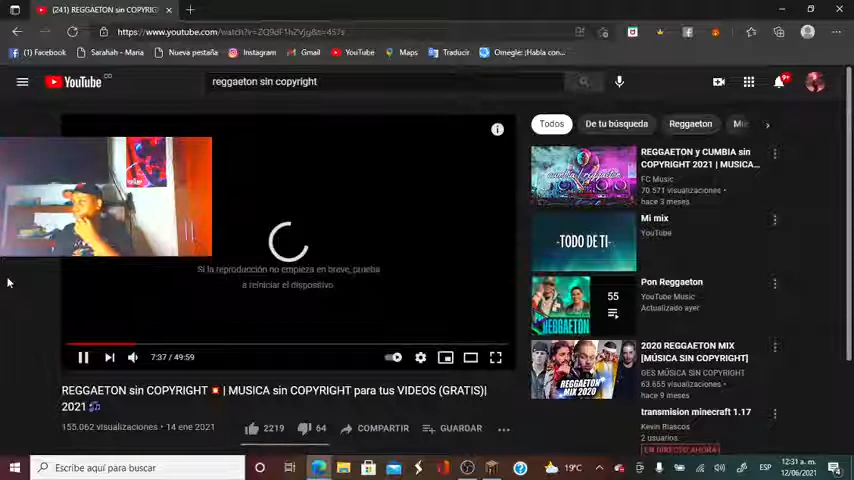 (241) REGGAETON sin COPYRIG
https://www.youtube.com/watch?v=ZQ9dF1hZVjg&t=457s
(1) Facebook
Sarahah - Maria
Nueva pestaña
Instagram
Gmail
YouTube
Maps
Traducir
Omegle: ¡Habla con...
YouTube CO
reggaeton sin copyright
9+
Todos
De tu búsqueda
Reggaeton
Si la reproducción no empieza en breve, prueba
a reiniciar el dispositivo.
7:37 / 49:59
REGGAETON sin COPYRIGHT 💥 | MUSICA sin COPYRIGHT para tus VIDEOS (GRATIS)|
2021 🎶
155.062 visualizaciones • 14 ene 2021
2219
64
COMPARTIR
GUARDAR
REGGAETON y CUMBIA sin
COPYRIGHT 2021 | MUSICA...
FC Music
70 571 visualizaciones
hace 3 meses
-TODO DE TI-
Mi mix
YouTube
REGGAETON
55
Pon Reggaeton
YouTube Music
Actualizado ayer
REGGAETON
MIX 2020
2020 REGGAETON MIX
[MÚSICA SIN COPYRIGHT]
GES MÚSICA SIN COPYRIGHT
63.655 visualizaciones
hace 9 meses
transmision minecraft 1.17
Kevin Riascos
2 usuarios
EN DIRECTO AHORA
Escribe aquí para buscar
19°C
ESP
12:31 a. m.
12/06/2021
4